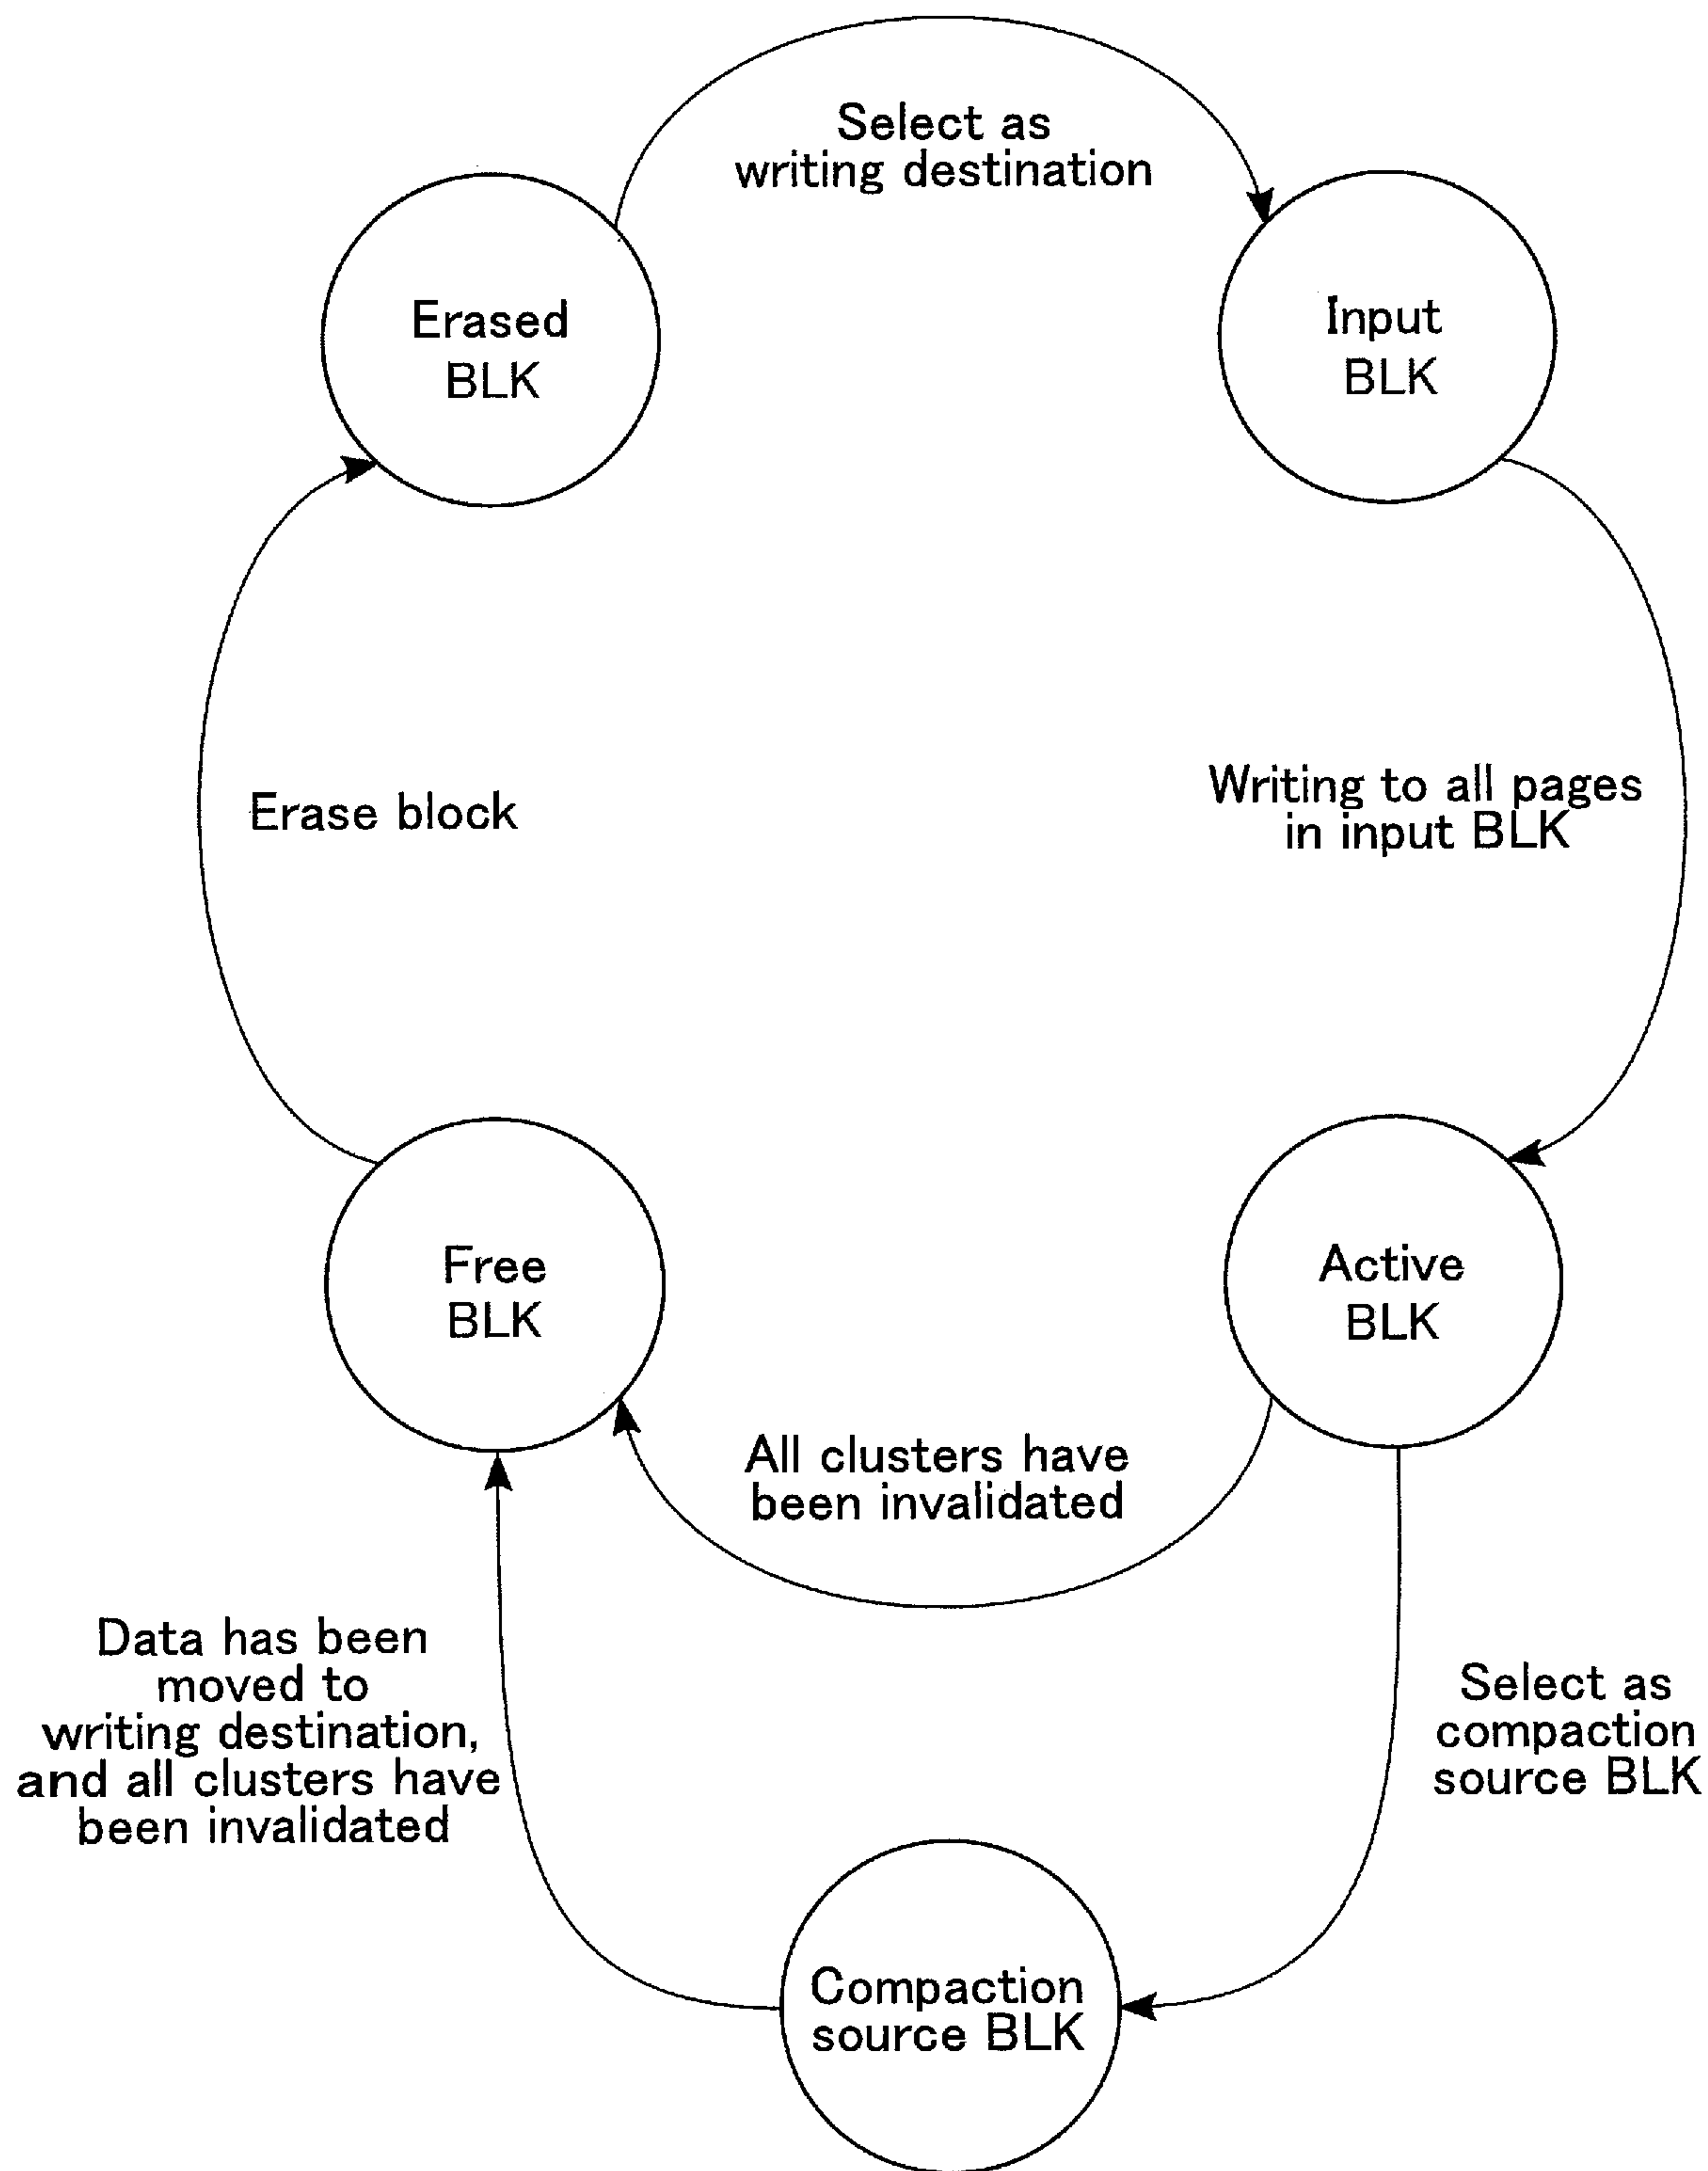 Select as
writing destination
Erased
BLK
Input
BLK
Erase block
Writing to all pages
in input BLK
Free
BLK
Active
BLK
All clusters have
been invalidated
Data has been
moved to
writing destination,
and all clusters have
been invalidated
Select as
compaction
source BLK
Compaction
source BLK